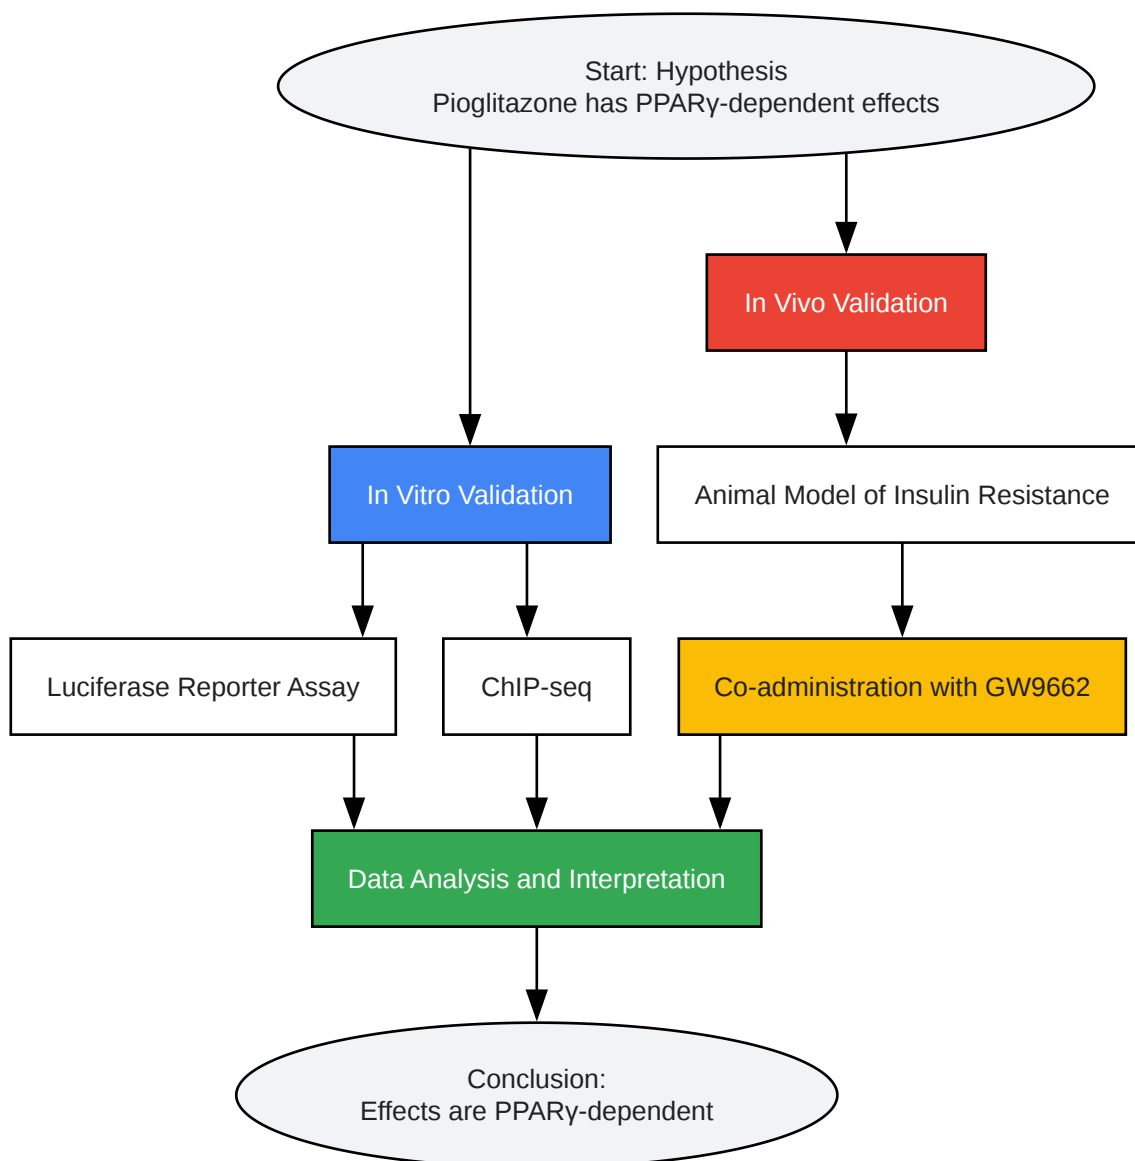 Start: Hypothesis
Pioglitazone has PPARγ-dependent effects
In Vivo Validation
In Vitro Validation
Animal Model of Insulin Resistance
Luciferase Reporter Assay
ChIP-seq
Co-administration with GW9662
Data Analysis and Interpretation
Conclusion:
Effects are PPARγ-dependent